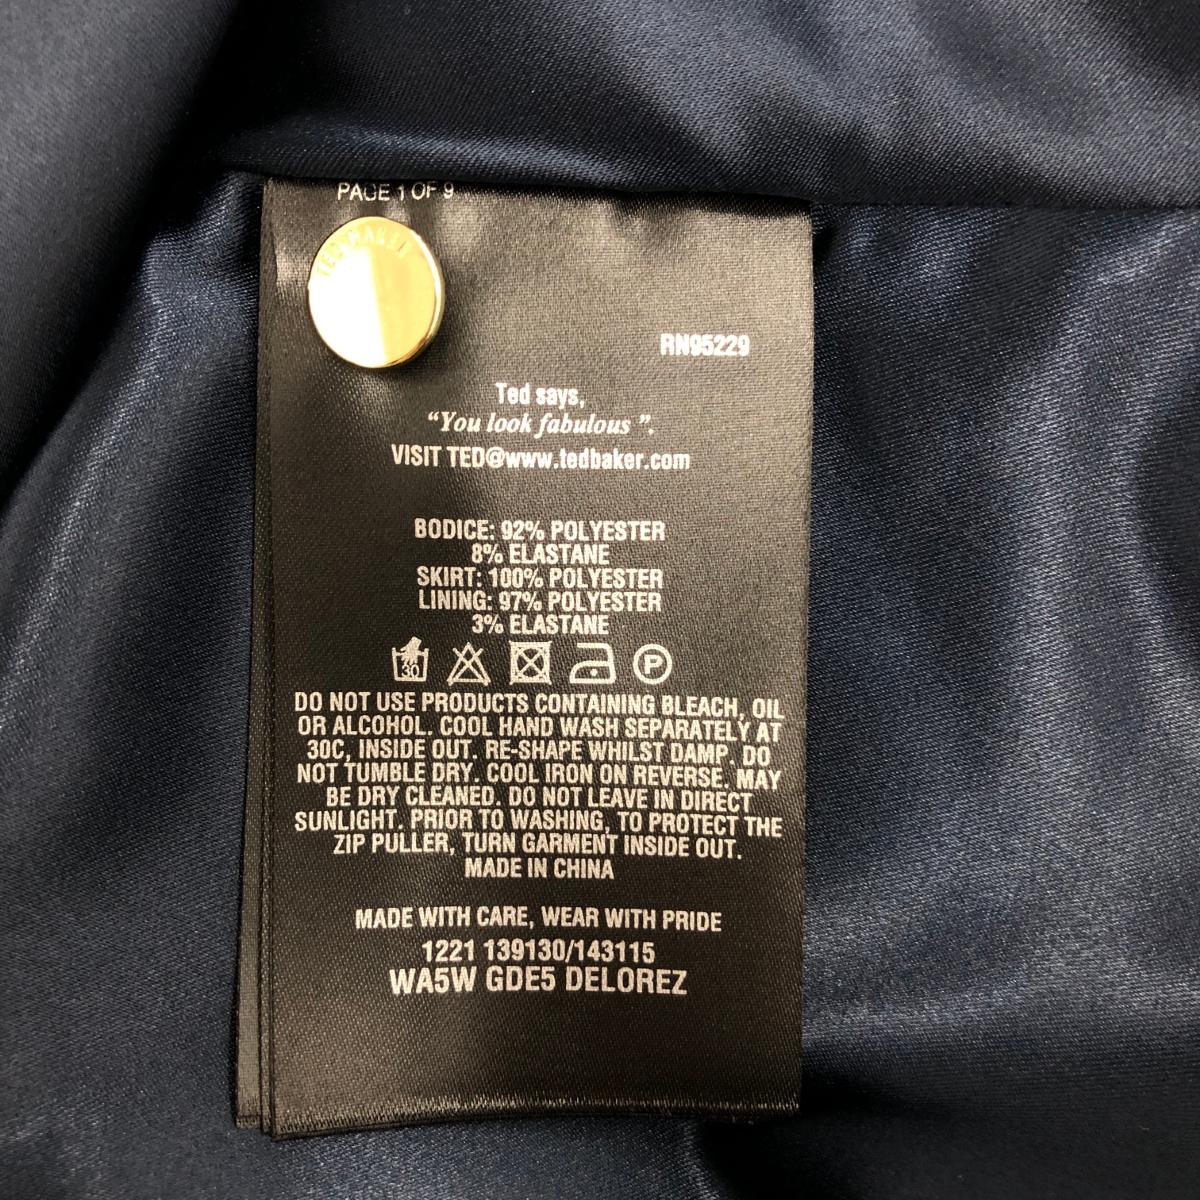 PAGE 1 OF 9
TED BAKER
RN95229
Ted says,
“You look fabulous ”.
VISIT TED@www.tedbaker.com
BODICE: 92% POLYESTER
8% ELASTANE
SKIRT: 100% POLYESTER
LINING: 97% POLYESTER
3% ELASTANE
30 P
DO NOT USE PRODUCTS CONTAINING BLEACH, OIL
OR ALCOHOL. COOL HAND WASH SEPARATELY AT
30C, INSIDE OUT. RE-SHAPE WHILST DAMP. DO
NOT TUMBLE DRY. COOL IRON ON REVERSE. MAY
BE DRY CLEANED. DO NOT LEAVE IN DIRECT
SUNLIGHT. PRIOR TO WASHING, TO PROTECT THE
ZIP PULLER, TURN GARMENT INSIDE OUT.
MADE IN CHINA
MADE WITH CARE, WEAR WITH PRIDE
1221 139130/143115
WA5W GDE5 DELOREZ